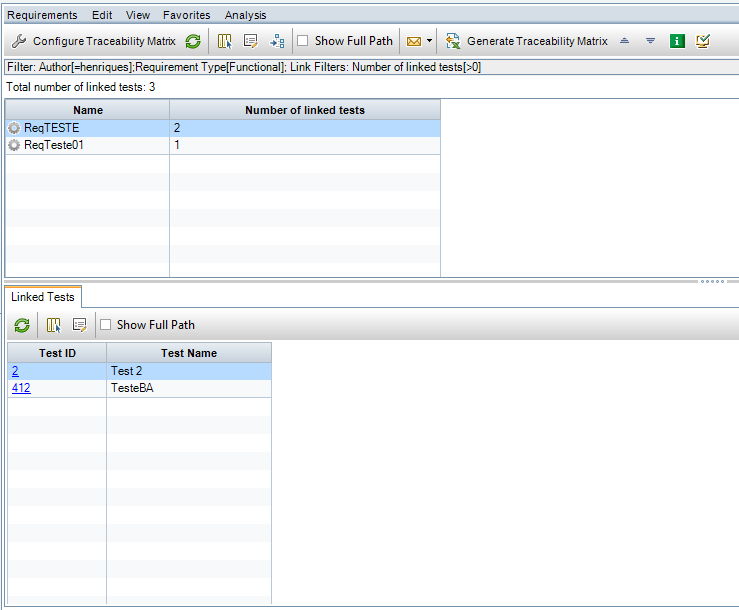 Requirements Edit View Favorites Analysis
Configure Traceability Matrix Show Full Path Generate Traceability Matrix
Filter: Author[=henriques];Requirement Type[Functional]; Link Filters: Number of linked tests[>0]
Total number of linked tests: 3
Name Number of linked tests
ReqTESTE 2
ReqTeste01 1
Linked Tests
Show Full Path
Test ID Test Name
2 Test 2
412 TesteBA